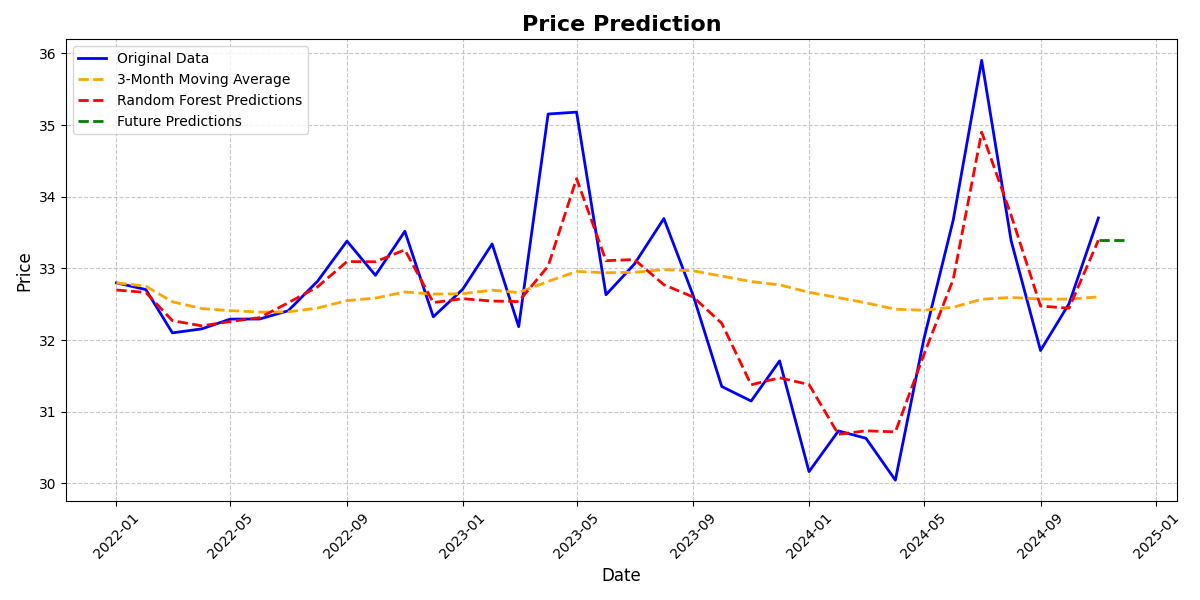 Price Prediction
Original Data
3-Month Moving Average
Random Forest Predictions
Future Predictions
Price
36
35
34
33
32
31
30
2022-01
2022-05
2022-09
2023-01
2023-05
2023-09
2024-01
2024-05
2024-09
2025-01
Date